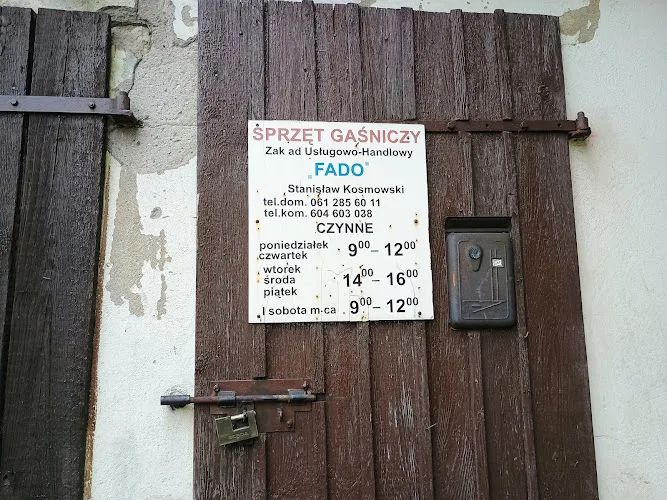 SPRZĘT GAŚNICZY
Zak ad Usługowo-Handlowy
„FADO"
Stanisław Kosmowski
tel.dom. 061 285 60 11
tel.kom. 604 603 038
CZYNNE
poniedziałek
czwartek 9⁰⁰ – 12⁰⁰
wtorek
środa 14⁰⁰ – 16⁰⁰
piątek
I sobota m-ca 9⁰⁰ – 12⁰⁰